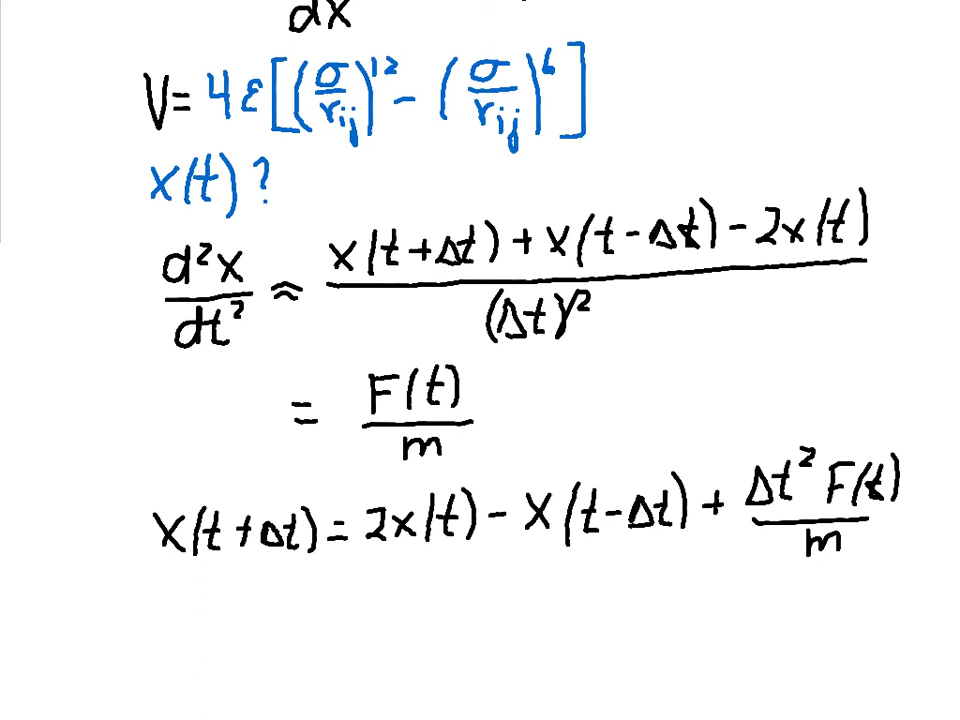 dx
V= 4ε[(σ/r_ij)^12 - (σ/r_ij)^6]
x(t)?
d²x/dt² ≈ x(t+Δt)+x(t-Δt)-2x(t)/(Δt)²
= F(t)/m
x(t+Δt)=2x(t)-x(t-Δt)+Δt² F(t)/m